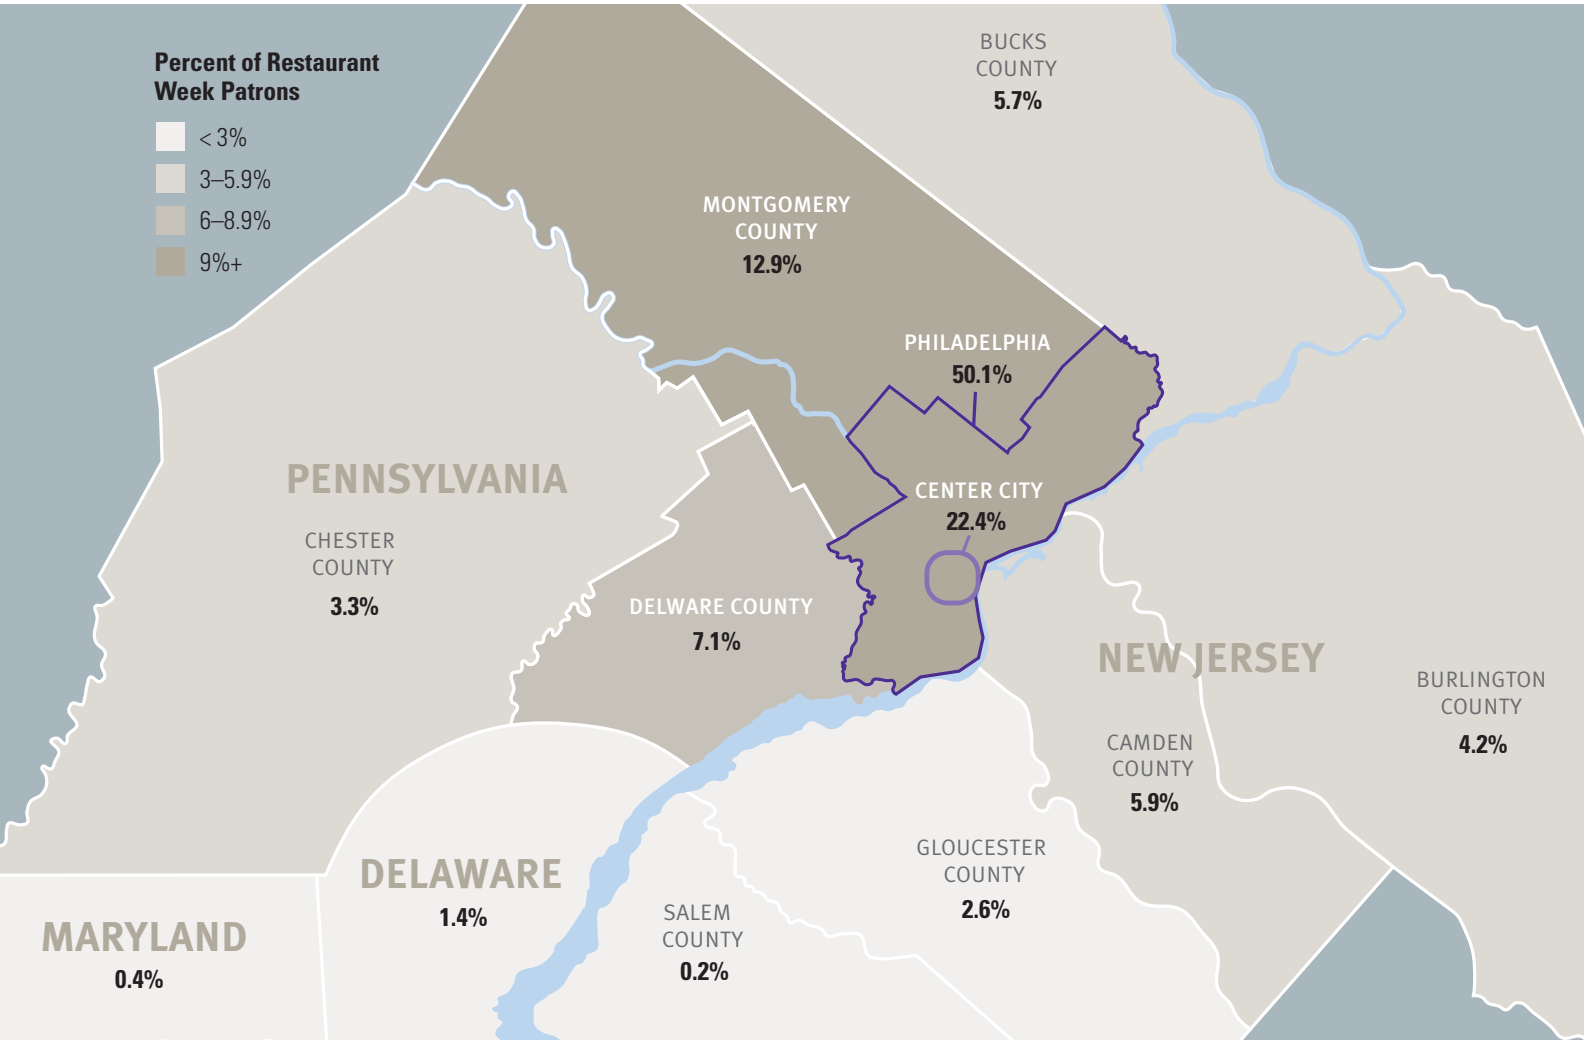 Percent of Restaurant
Week Patrons
< 3%
3–5.9%
6–8.9%
9%+
BUCKS
COUNTY
5.7%
MONTGOMERY
COUNTY
12.9%
PHILADELPHIA
50.1%
CENTER CITY
22.4%
PENNSYLVANIA
CHESTER
COUNTY
3.3%
DELWARE COUNTY
7.1%
NEW JERSEY
BURLINGTON
COUNTY
4.2%
CAMDEN
COUNTY
5.9%
GLOUCESTER
COUNTY
2.6%
DELAWARE
1.4%
SALEM
COUNTY
0.2%
MARYLAND
0.4%